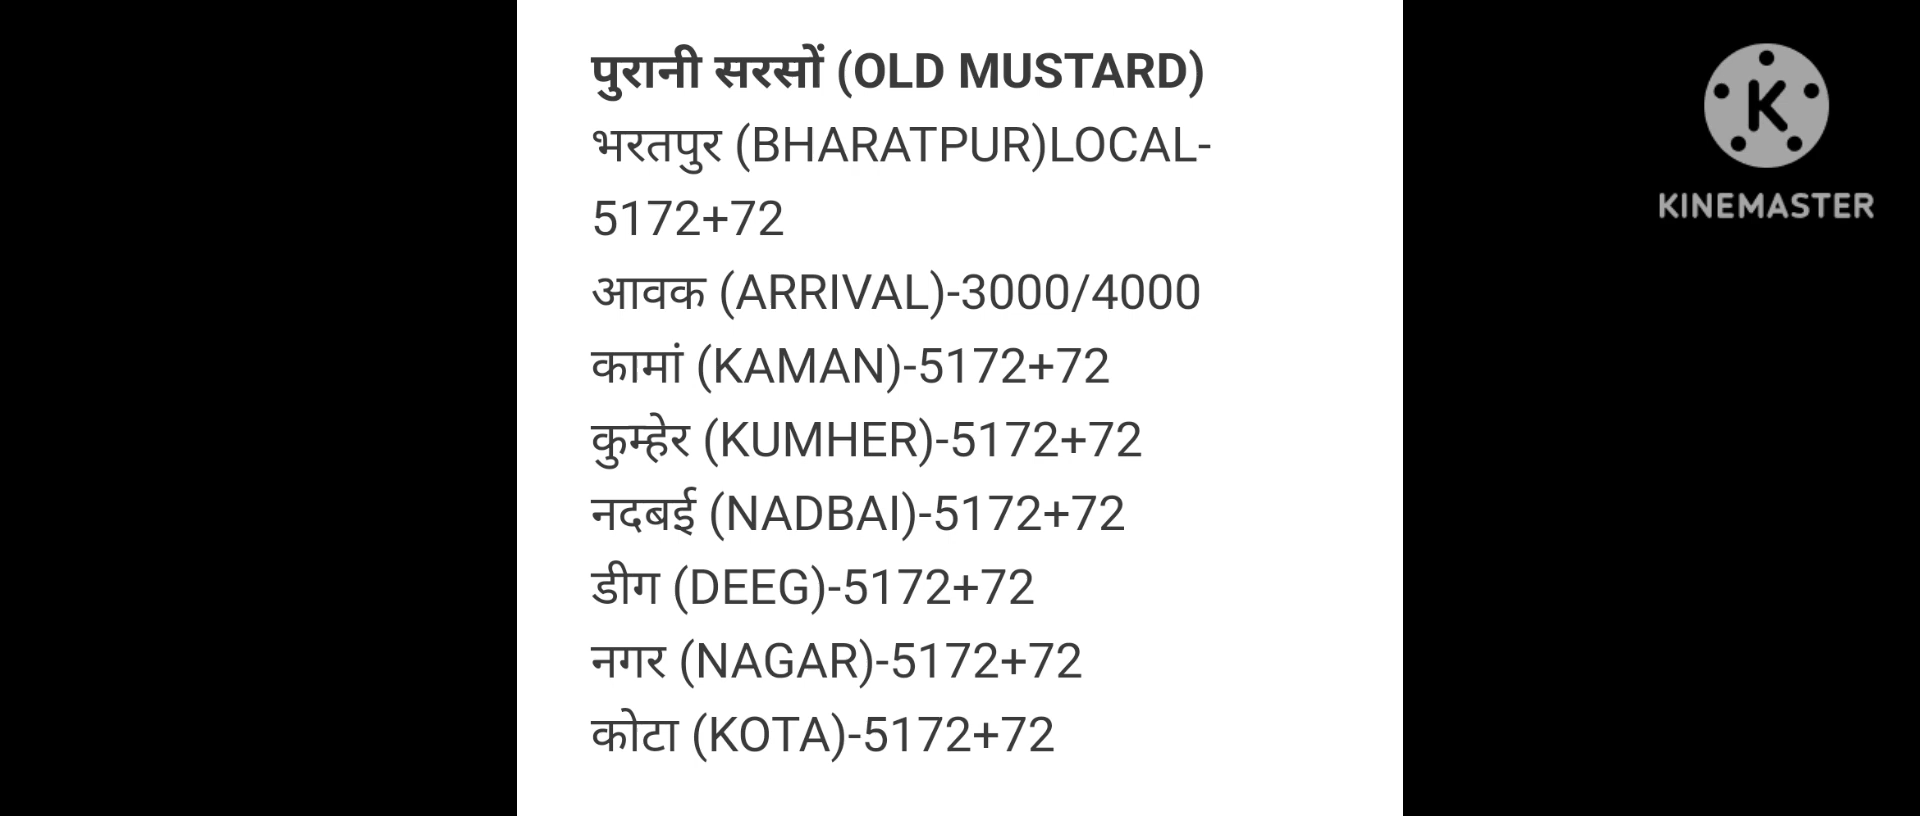 पुरानी सरसों (OLD MUSTARD)
भरतपुर (BHARATPUR)LOCAL-
5172+72
आवक (ARRIVAL)-3000/4000
कामां (KAMAN)-5172+72
कुम्हेर (KUMHER)-5172+72
नदबई (NADBAI)-5172+72
डीग (DEEG)-5172+72
नगर (NAGAR)-5172+72
कोटा (KOTA)-5172+72
K
KINEMASTER